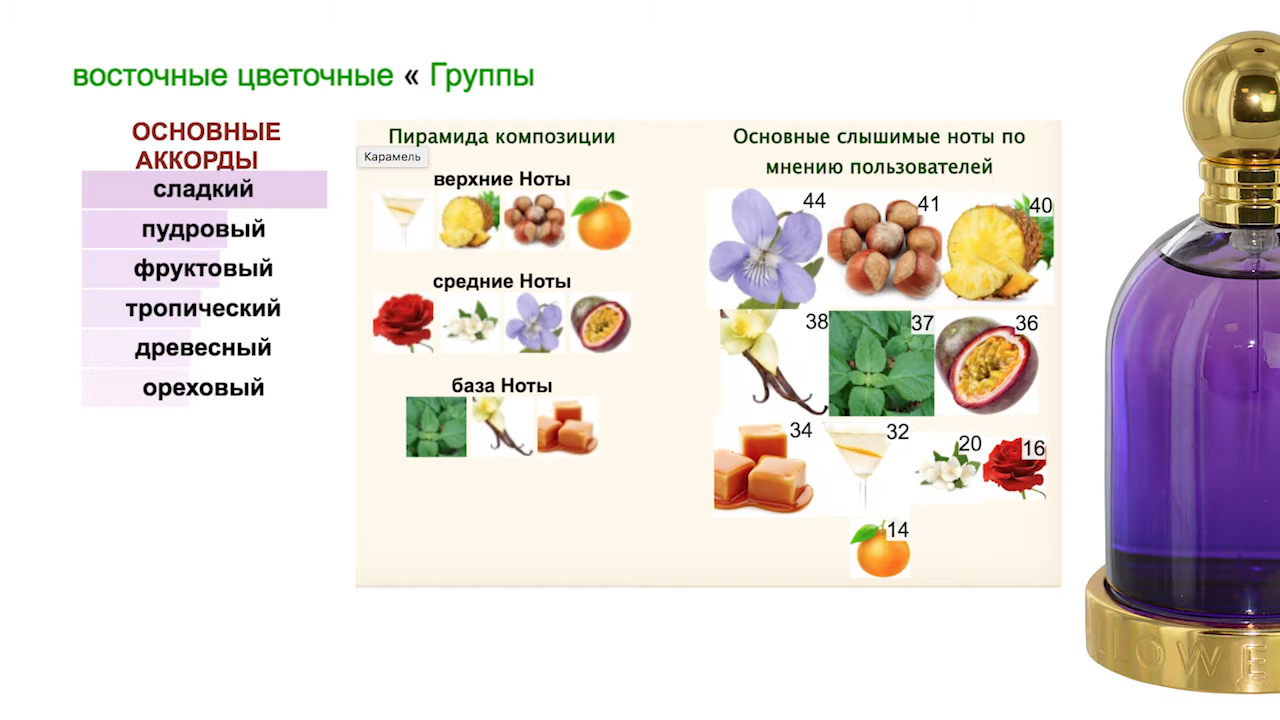 восточные цветочные « Группы
ОСНОВНЫЕ
АККОРДЫ
сладкий
пудровый
фруктовый
тропический
древесный
ореховый
Пирамида композиции
Карамель
верхние Ноты
средние Ноты
база Ноты
Основные слышимые ноты по
мнению пользователей
44 41 40
38 37 36
34 32 20 16
14
LLOWE